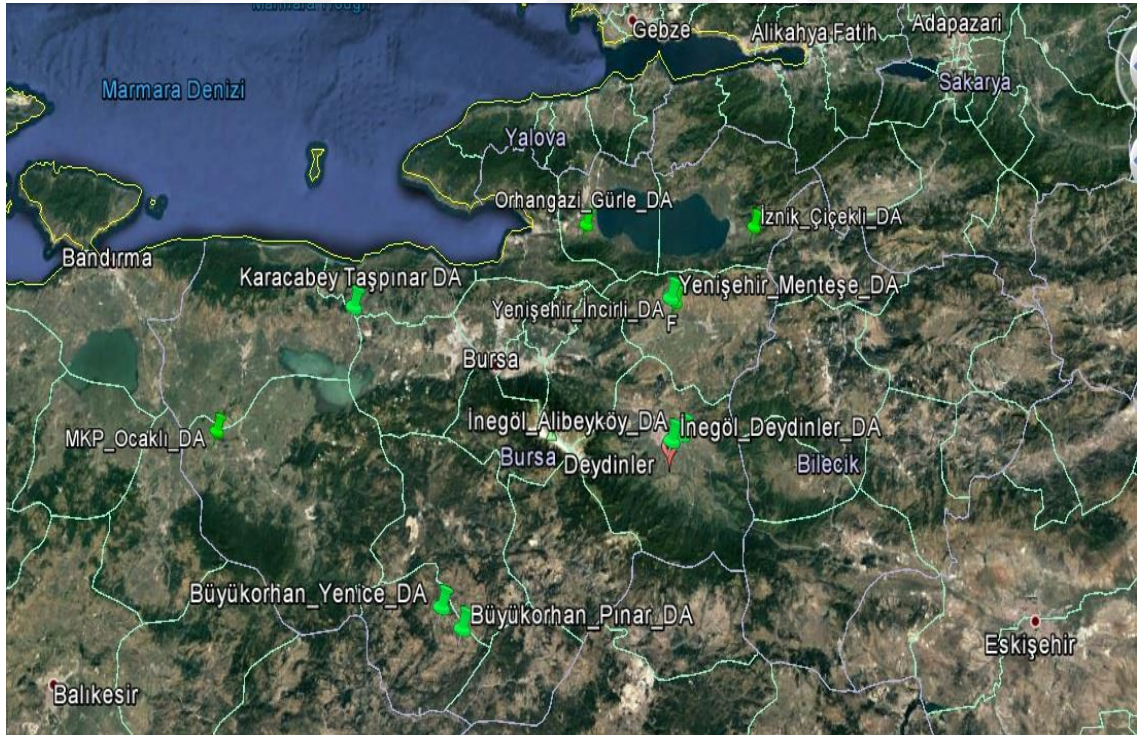 Marmara Denizi
Gebze
Alikahya Fatih
Adapazari
Sakarya
Yalova
Orhangazi_Gürle_DA
İznik_Çiçekli_DA
Bandırma
Karacabey Taşpınar DA
Yenişehir_Menteşe_DA
Yenişehir_İncirli_DA
F
Bursa
MKP_Ocaklı_DA
İnegöl_Alibeyköy_DA
İnegöl_Deydinler_DA
Bursa
Deydinler
Bilecik
Büyükorhan_Yenice_DA
Büyükorhan_Pınar_DA
Eskişehir
Balıkesir